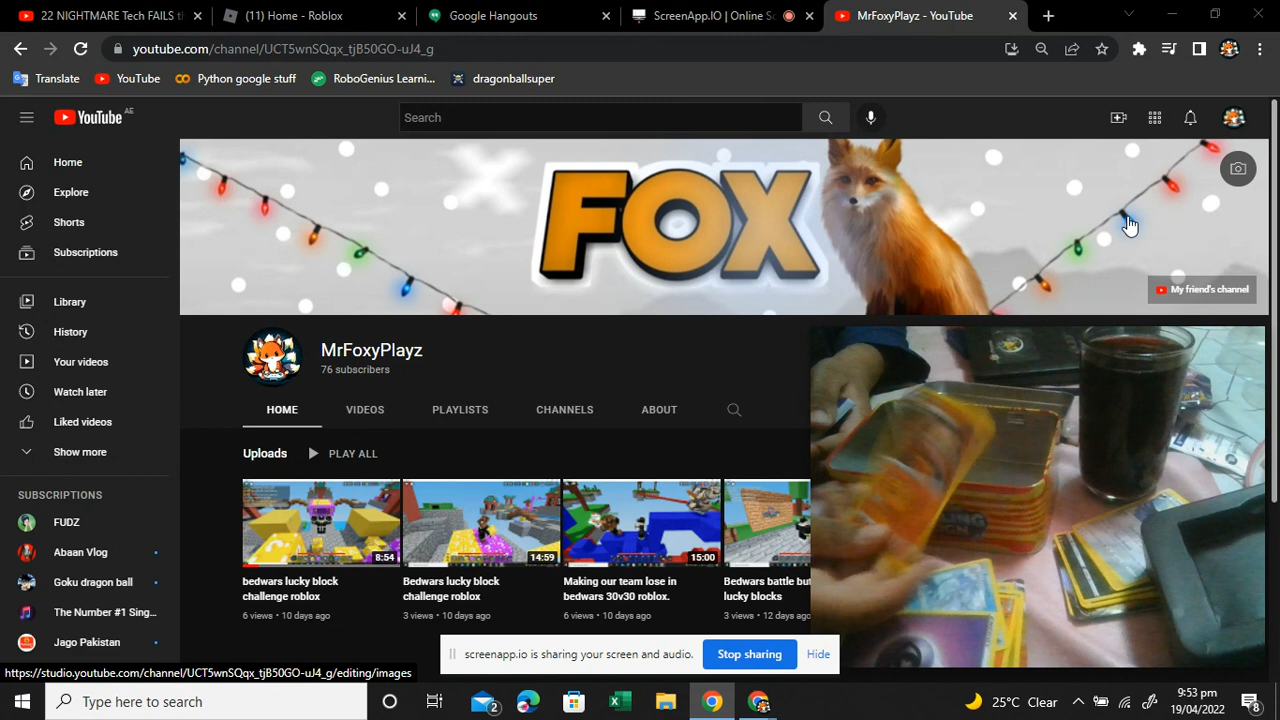 22 NIGHTMARE Tech FAILS t
(11) Home - Roblox
Google Hangouts
ScreenApp.IO | Online Sc
MrFoxyPlayz - YouTube
youtube.com/channel/UCT5wnSQqx_tjB50GO-uJ4_g
Translate
YouTube
Python google stuff
RoboGenius Learni...
dragonballsuper
YouTube AE
Search
Home
Explore
Shorts
Subscriptions
Library
History
Your videos
Watch later
Liked videos
Show more
SUBSCRIPTIONS
FUDZ
Abaan Vlog
Goku dragon ball
The Number #1 Sing...
Jago Pakistan
FOX
My friend's channel
MrFoxyPlayz
76 subscribers
HOME
VIDEOS
PLAYLISTS
CHANNELS
ABOUT
Uploads
PLAY ALL
8:54
14:59
15:00
bedwars lucky block
challenge roblox
6 views • 10 days ago
Bedwars lucky block
challenge roblox
3 views • 10 days ago
Making our team lose in
bedwars 30v30 roblox.
6 views • 10 days ago
Bedwars battle but
lucky blocks
3 views • 12 da
screenapp.io is sharing your screen and audio.
Stop sharing
Hide
https://studio.youtube.com/channel/UCT5wnSQqx_tjB50GO-uJ4_g/editing/images
Type here to search
2
25°C Clear
9:53 pm
19/04/2022
8